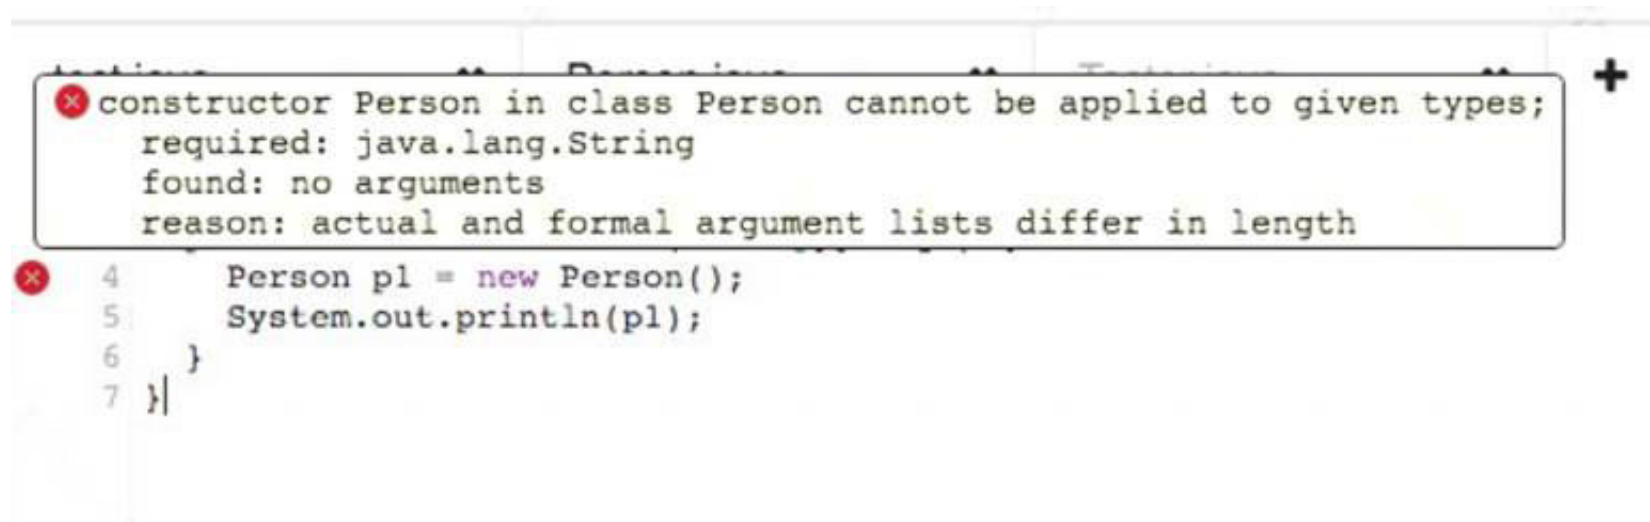 constructor Person in class Person cannot be applied to given types;
required: java.lang.String
found: no arguments
reason: actual and formal argument lists differ in length
4 Person p1 = new Person();
5 System.out.println(p1);
6 }
7 }